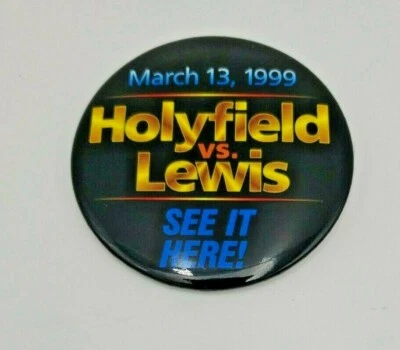 March 13, 1999
Holyfield
vs.
Lewis
SEE IT
HERE!